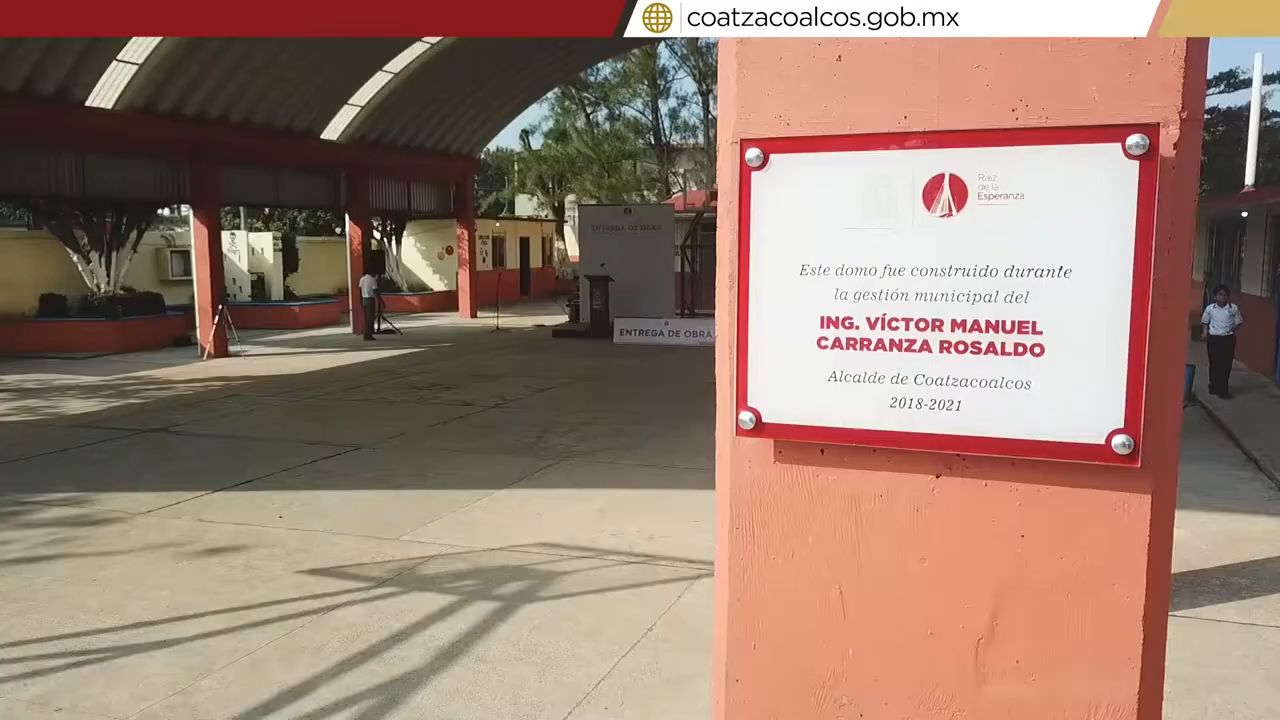 coatzacoalcos.gob.mx
ENTREGA DE OBRA
ENTREGA DE OBRA
Raíz
de la
Esperanza
Este domo fue construido durante
la gestión municipal del
ING. VÍCTOR MANUEL
CARRANZA ROSALDO
Alcalde de Coatzacoalcos
2018-2021